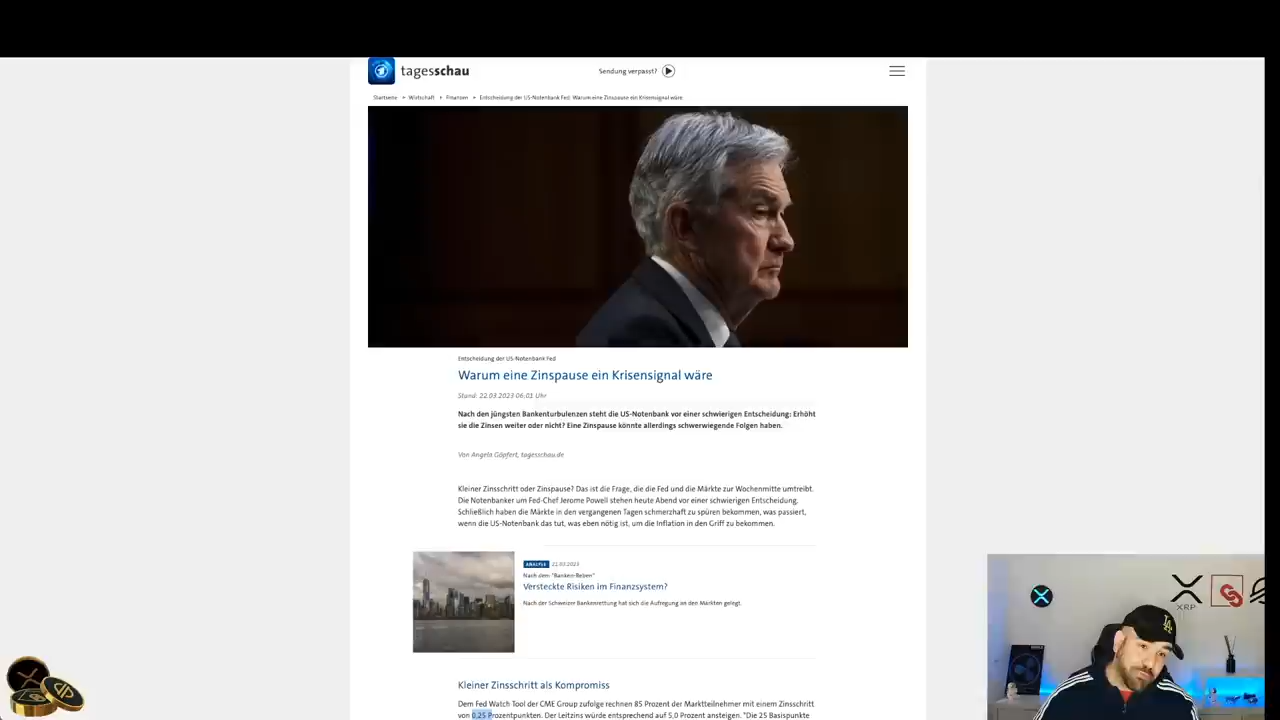 tagesschau
Sendung verpasst?
Startseite ▸ Wirtschaft ▸ Finanzen ▸ Entscheidung der US-Notenbank Fed: Warum eine Zinspause ein Krisensignal wäre
Entscheidung der US-Notenbank Fed
Warum eine Zinspause ein Krisensignal wäre
Stand: 22.03.2023 06:01 Uhr
Nach den jüngsten Bankenturbulenzen steht die US-Notenbank vor einer schwierigen Entscheidung: Erhöht
sie die Zinsen weiter oder nicht? Eine Zinspause könnte allerdings schwerwiegende Folgen haben.
Von Angela Göpfert, tagesschau.de
Kleiner Zinsschritt oder Zinspause? Das ist die Frage, die die Fed und die Märkte zur Wochenmitte umtreibt.
Die Notenbanker um Fed-Chef Jerome Powell stehen heute Abend vor einer schwierigen Entscheidung.
Schließlich haben die Märkte in den vergangenen Tagen schmerzhaft zu spüren bekommen, was passiert,
wenn die US-Notenbank das tut, was eben nötig ist, um die Inflation in den Griff zu bekommen.
ANALYSE 21.03.2023
Nach dem "Banken-Beben"
Versteckte Risiken im Finanzsystem?
Nach der Schweizer Bankenrettung hat sich die Aufregung an den Märkten gelegt.
XRP
Kleiner Zinsschritt als Kompromiss
Dem Fed Watch Tool der CME Group zufolge rechnen 85 Prozent der Marktteilnehmer mit einem Zinsschritt
von 0,25 Prozentpunkten. Der Leitzins würde entsprechend auf 5,0 Prozent ansteigen. "Die 25 Basispunkte